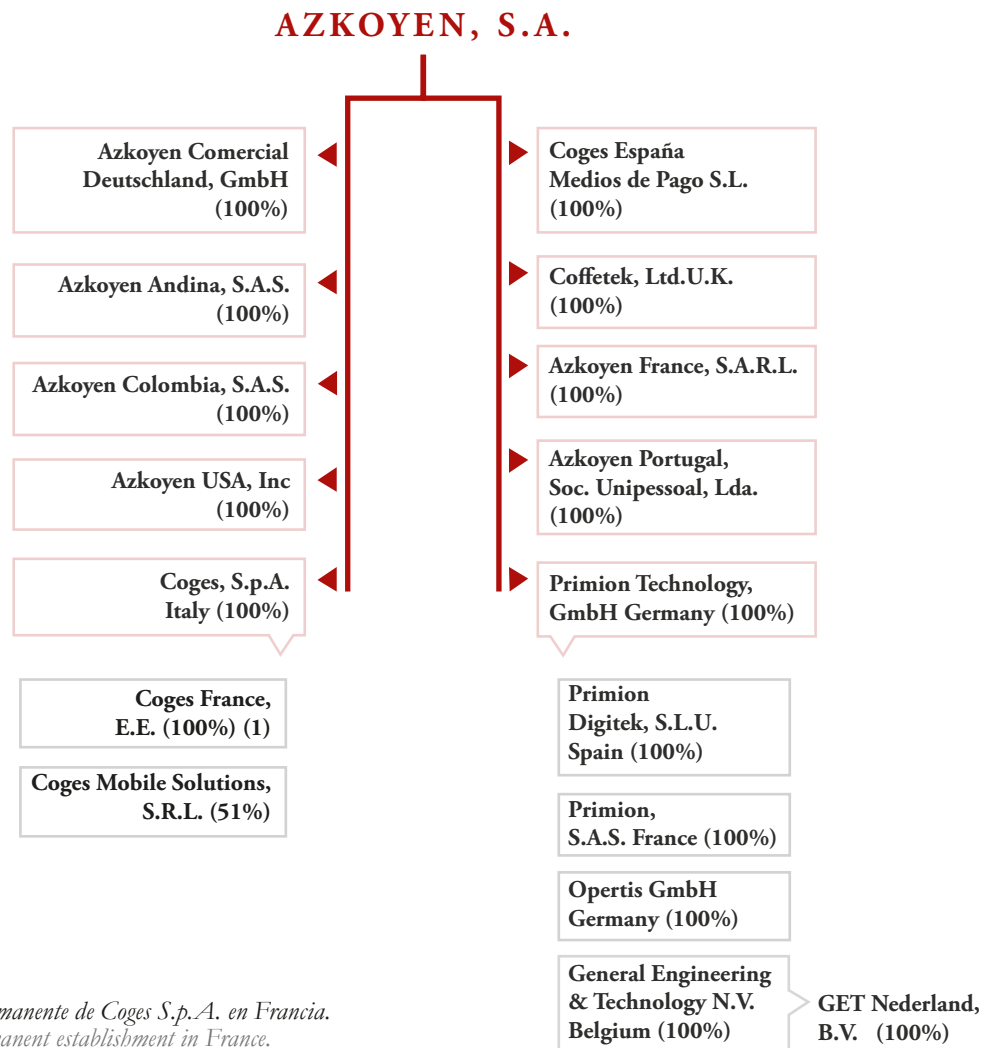 AZKOYEN, S.A.
Azkoyen Comercial
Deutschland, GmbH
(100%)
Azkoyen Andina, S.A.S.
(100%)
Azkoyen Colombia, S.A.S.
(100%)
Azkoyen USA, Inc
(100%)
Coges, S.p.A.
Italy (100%)
Coges France,
E.E. (100%) (1)
Coges Mobile Solutions,
S.R.L. (51%)
Coges España
Medios de Pago S.L.
(100%)
Coffetek, Ltd.U.K.
(100%)
Azkoyen France, S.A.R.L.
(100%)
Azkoyen Portugal,
Soc. Unipessoal, Lda.
(100%)
Primion Technology,
GmbH Germany (100%)
Primion
Digitek, S.L.U.
Spain (100%)
Primion,
S.A.S. France (100%)
Opertis GmbH
Germany (100%)
General Engineering
& Technology N.V.
Belgium (100%)
GET Nederland,
B.V. (100%)
manente de Coges S.p.A. en Francia.
anent establishment in France.